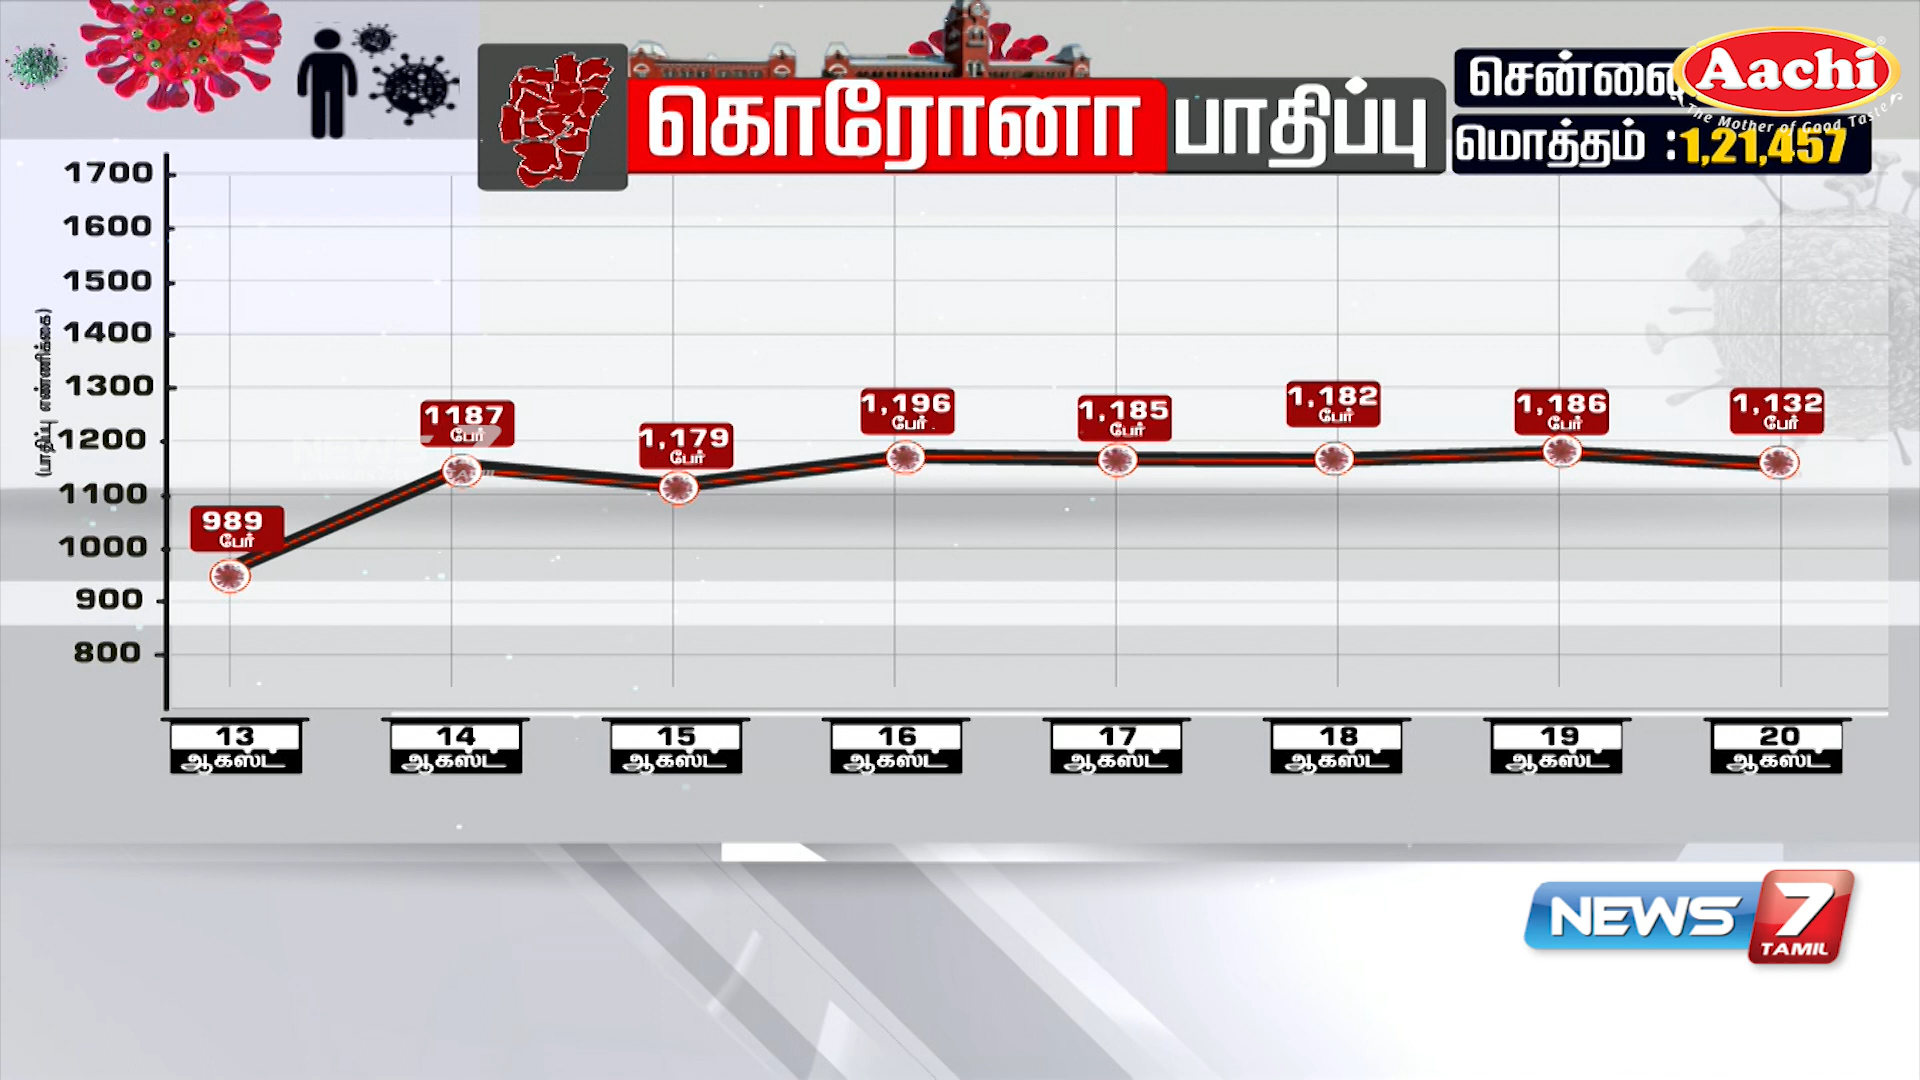 கொரோனா பாதிப்பு
சென்னை
மொத்தம் : 1,21,457
Aachi
The Mother of Good Taste
(பாதிப்பு எண்ணிக்கை)
1700
1600
1500
1400
1300
1200
1100
1000
900
800
989
பேர்
1187
பேர்
1,179
பேர்
1,196
பேர்
1,185
பேர்
1,182
பேர்
1,186
பேர்
1,132
பேர்
13
ஆகஸ்ட்
14
ஆகஸ்ட்
15
ஆகஸ்ட்
16
ஆகஸ்ட்
17
ஆகஸ்ட்
18
ஆகஸ்ட்
19
ஆகஸ்ட்
20
ஆகஸ்ட்
NEWS 7
TAMIL